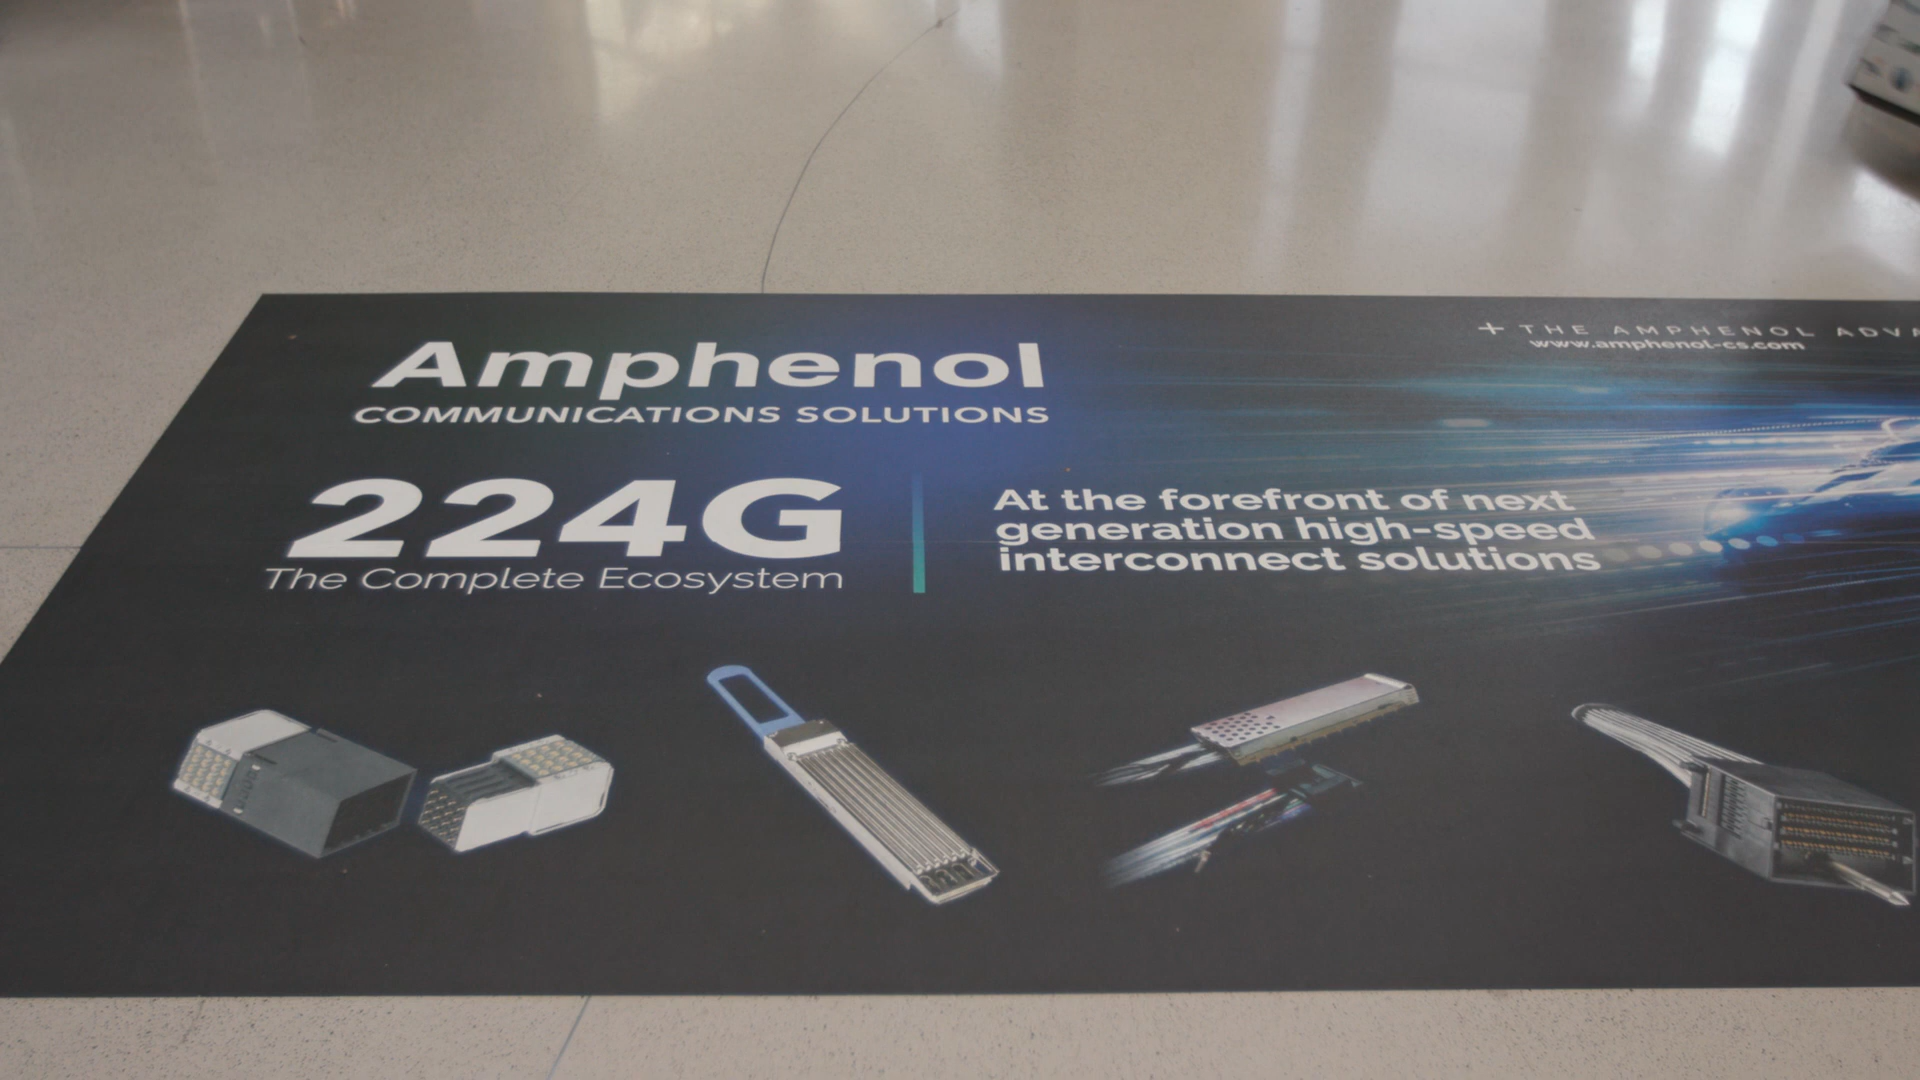 Amphenol
COMMUNICATIONS SOLUTIONS
+ THE AMPHENOL
www.amphenol-cs.com
224G
The Complete Ecosystem
At the forefront of next
generation high-speed
interconnect solutions